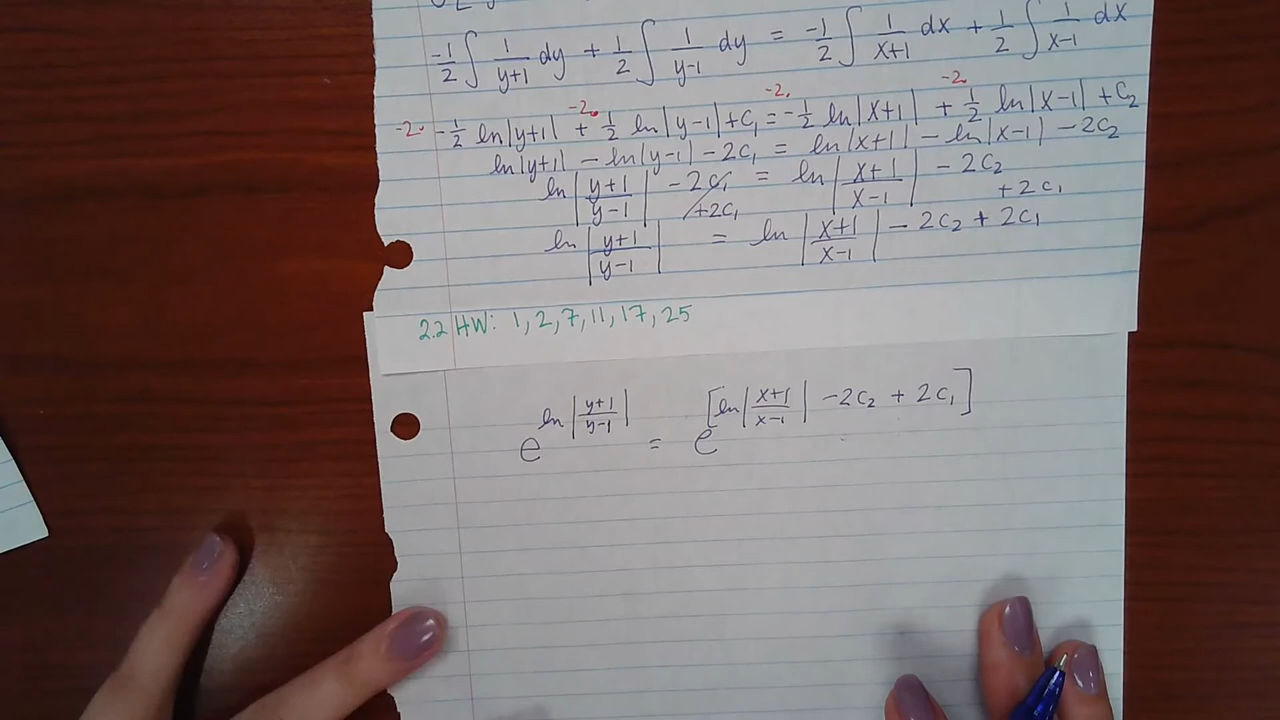 -1/2 ∫ 1/(y+1) dy + 1/2 ∫ 1/(y-1) dy = -1/2 ∫ 1/(x+1) dx + 1/2 ∫ 1/(x-1) dx
-2· -2· -2· -2·
-1/2 ln|y+1| + 1/2 ln|y-1| + C₁ = -1/2 ln|x+1| + 1/2 ln|x-1| + C₂
ln|y+1| - ln|y-1| - 2C₁ = ln|x+1| - ln|x-1| - 2C₂
ln|(y+1)/(y-1)| - 2C₁ = ln|(x+1)/(x-1)| - 2C₂
+2C₁ +2C₁
ln|(y+1)/(y-1)| = ln|(x+1)/(x-1)| - 2C₂ + 2C₁
2.2 HW: 1, 2, 7, 11, 17, 25
e^(ln|(y+1)/(y-1)|) = e^[ln|(x+1)/(x-1)| - 2C₂ + 2C₁]